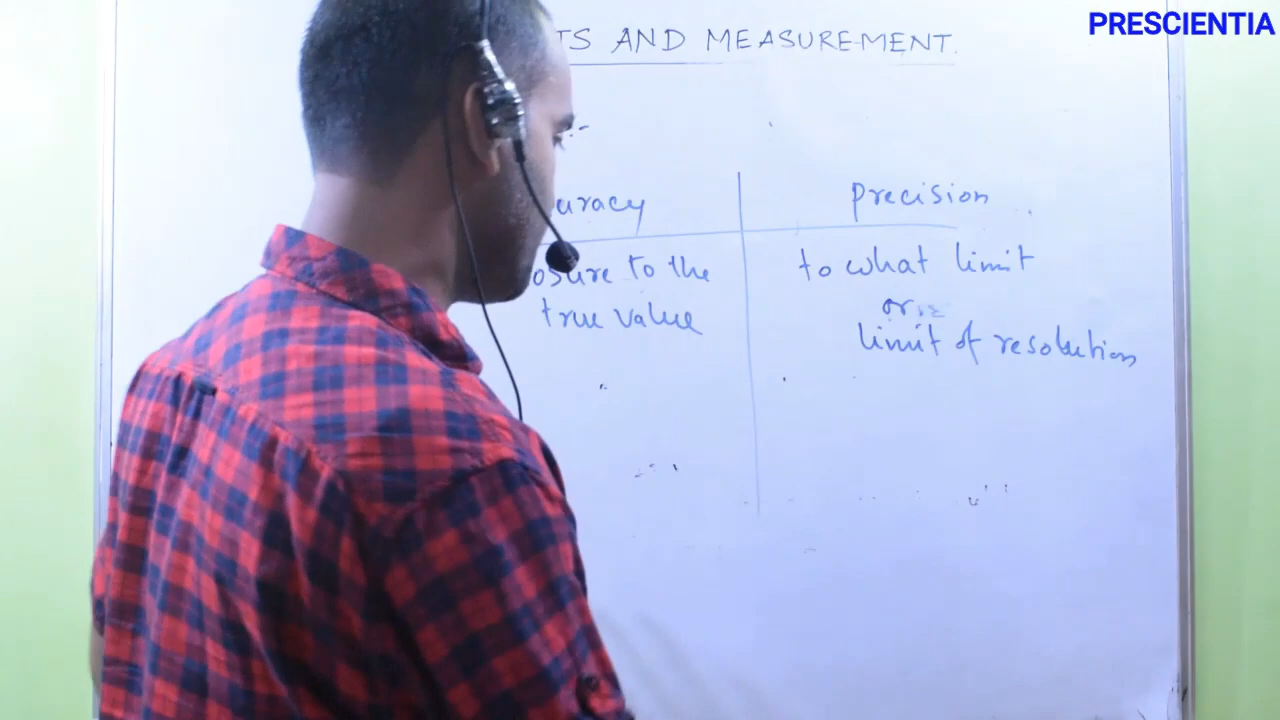 PRESCIENTIA
TS AND MEASUREMENT.
uracy
precision
osure to the
true value
to what limit
or
limit of resolution